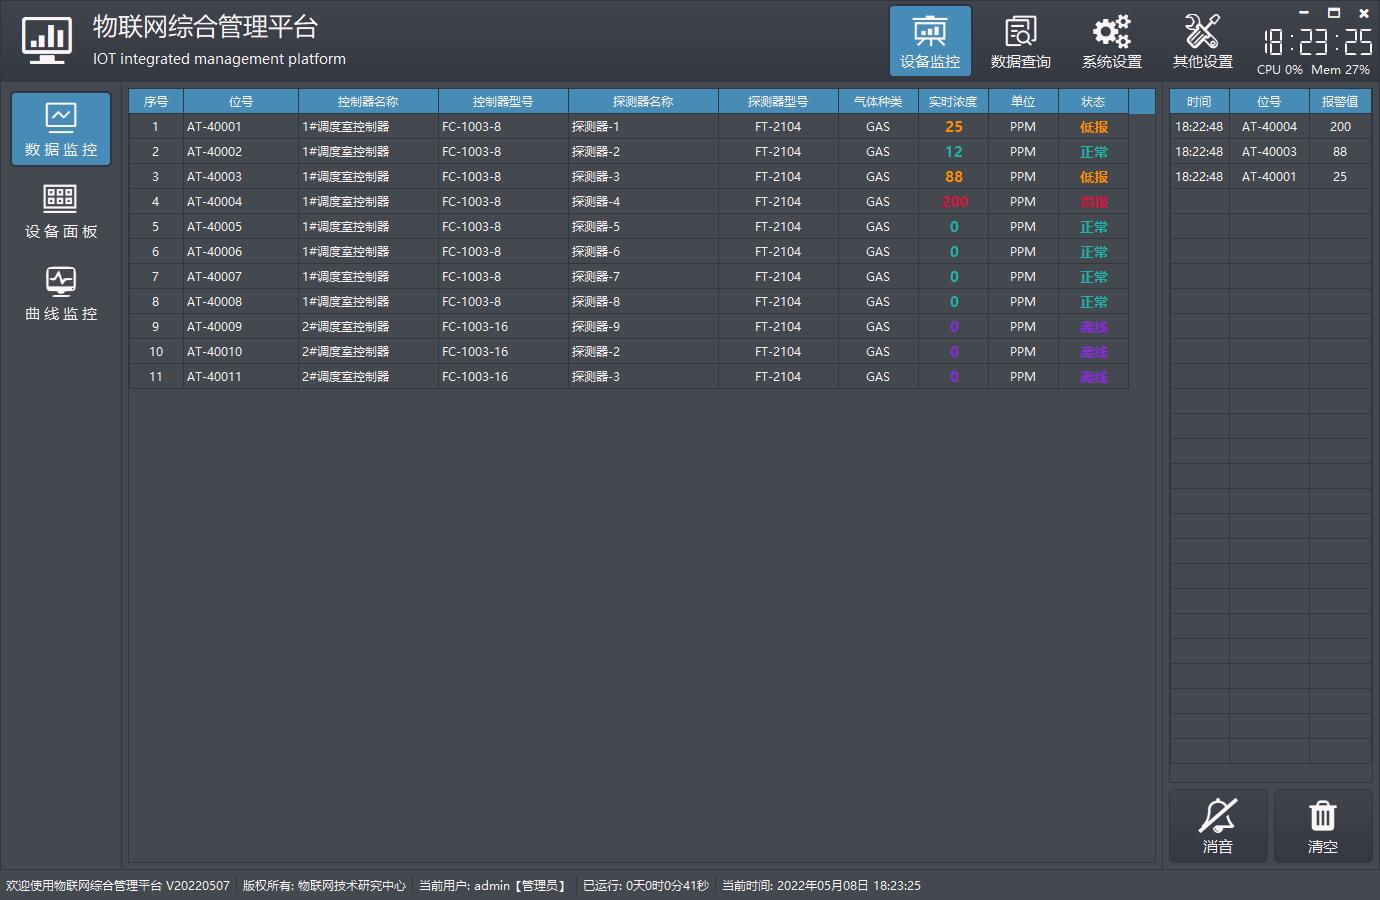 物联网综合管理平台
IOT integrated management platform
设备监控 数据查询 系统设置 其他设置
18:23:25
CPU 0% Mem 27%
数据监控
设备面板
曲线监控
序号 位号 控制器名称 控制器型号 探测器名称 探测器型号 气体种类 实时浓度 单位 状态
1 AT-40001 1#调度室控制器 FC-1003-8 探测器-1 FT-2104 GAS 25 PPM 低报
2 AT-40002 1#调度室控制器 FC-1003-8 探测器-2 FT-2104 GAS 12 PPM 正常
3 AT-40003 1#调度室控制器 FC-1003-8 探测器-3 FT-2104 GAS 88 PPM 低报
4 AT-40004 1#调度室控制器 FC-1003-8 探测器-4 FT-2104 GAS 200 PPM 高报
5 AT-40005 1#调度室控制器 FC-1003-8 探测器-5 FT-2104 GAS 0 PPM 正常
6 AT-40006 1#调度室控制器 FC-1003-8 探测器-6 FT-2104 GAS 0 PPM 正常
7 AT-40007 1#调度室控制器 FC-1003-8 探测器-7 FT-2104 GAS 0 PPM 正常
8 AT-40008 1#调度室控制器 FC-1003-8 探测器-8 FT-2104 GAS 0 PPM 正常
9 AT-40009 2#调度室控制器 FC-1003-16 探测器-9 FT-2104 GAS 0 PPM 离线
10 AT-40010 2#调度室控制器 FC-1003-16 探测器-2 FT-2104 GAS 0 PPM 离线
11 AT-40011 2#调度室控制器 FC-1003-16 探测器-3 FT-2104 GAS 0 PPM 离线
时间 位号 报警值
18:22:48 AT-40004 200
18:22:48 AT-40003 88
18:22:48 AT-40001 25
消音 清空
欢迎使用物联网综合管理平台 V20220507 版权所有: 物联网技术研究中心 当前用户: admin【管理员】 已运行: 0天0时0分41秒 当前时间: 2022年05月08日 18:23:25